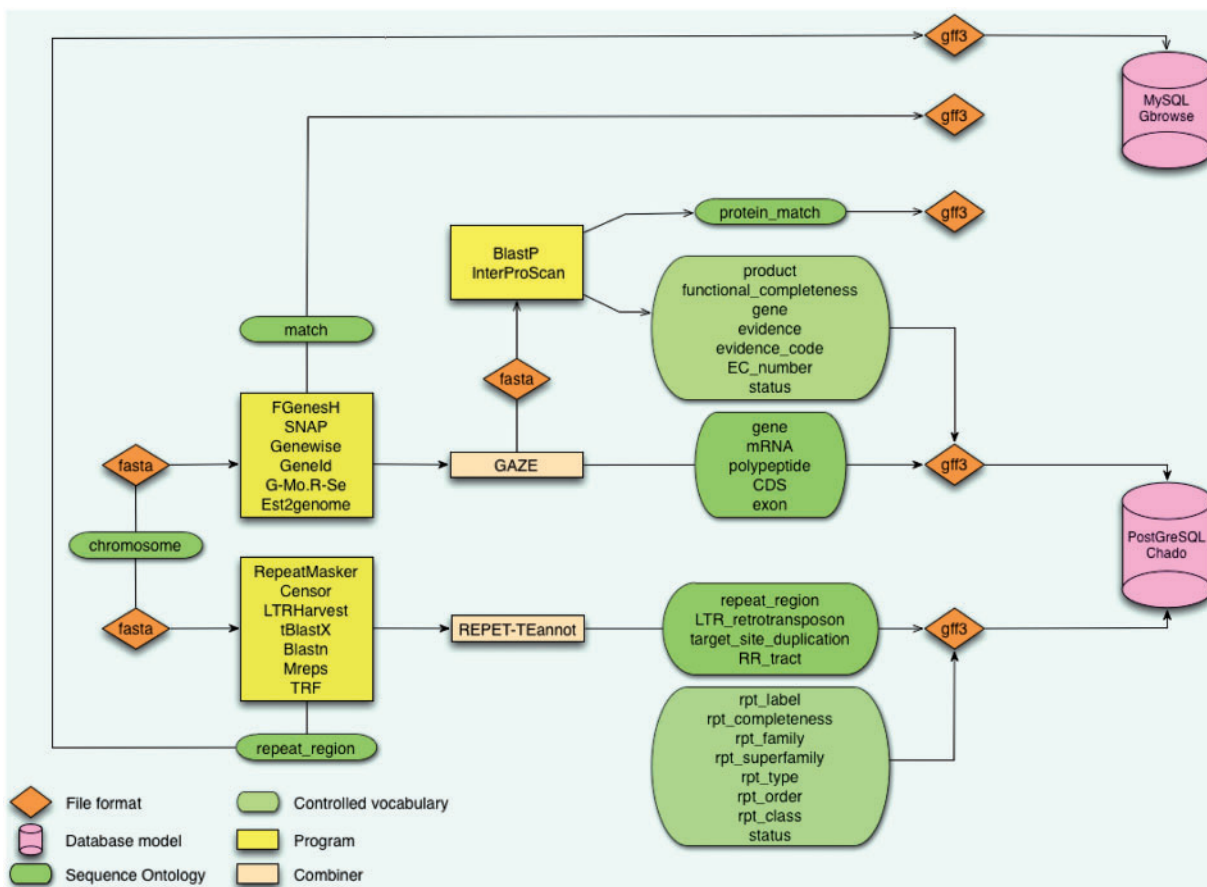 gff3
MySQL
Gbrowse
gff3
protein_match
gff3
BlastP
InterProScan
product
functional_completeness
gene
evidence
evidence_code
EC_number
status
match
fasta
FGenesH
SNAP
Genewise
GeneId
G-Mo.R-Se
Est2genome
fasta
GAZE
gene
mRNA
polypeptide
CDS
exon
gff3
chromosome
PostGreSQL
Chado
RepeatMasker
Censor
LTRHarvest
tBlastX
Blastn
Mreps
TRF
fasta
REPET-TEannot
repeat_region
LTR_retrotransposon
target_site_duplication
RR_tract
gff3
rpt_label
rpt_completeness
rpt_family
rpt_superfamily
rpt_type
rpt_order
rpt_class
status
repeat_region
File format
Controlled vocabulary
Database model
Program
Sequence Ontology
Combiner